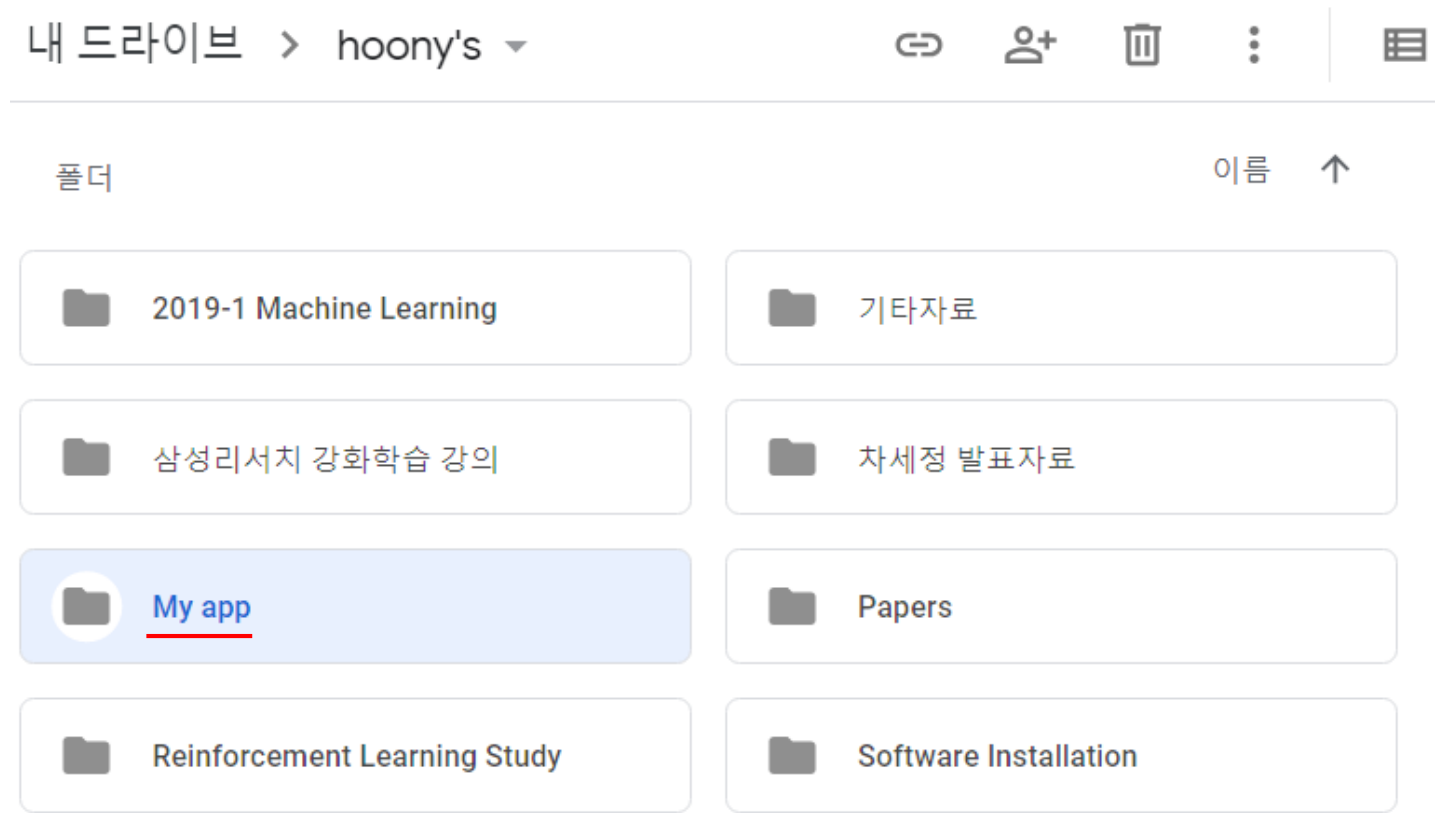 내 드라이브 > hoony's
폴더 이름
2019-1 Machine Learning 기타자료
삼성리서치 강화학습 강의 차세정 발표자료
My app Papers
Reinforcement Learning Study Software Installation